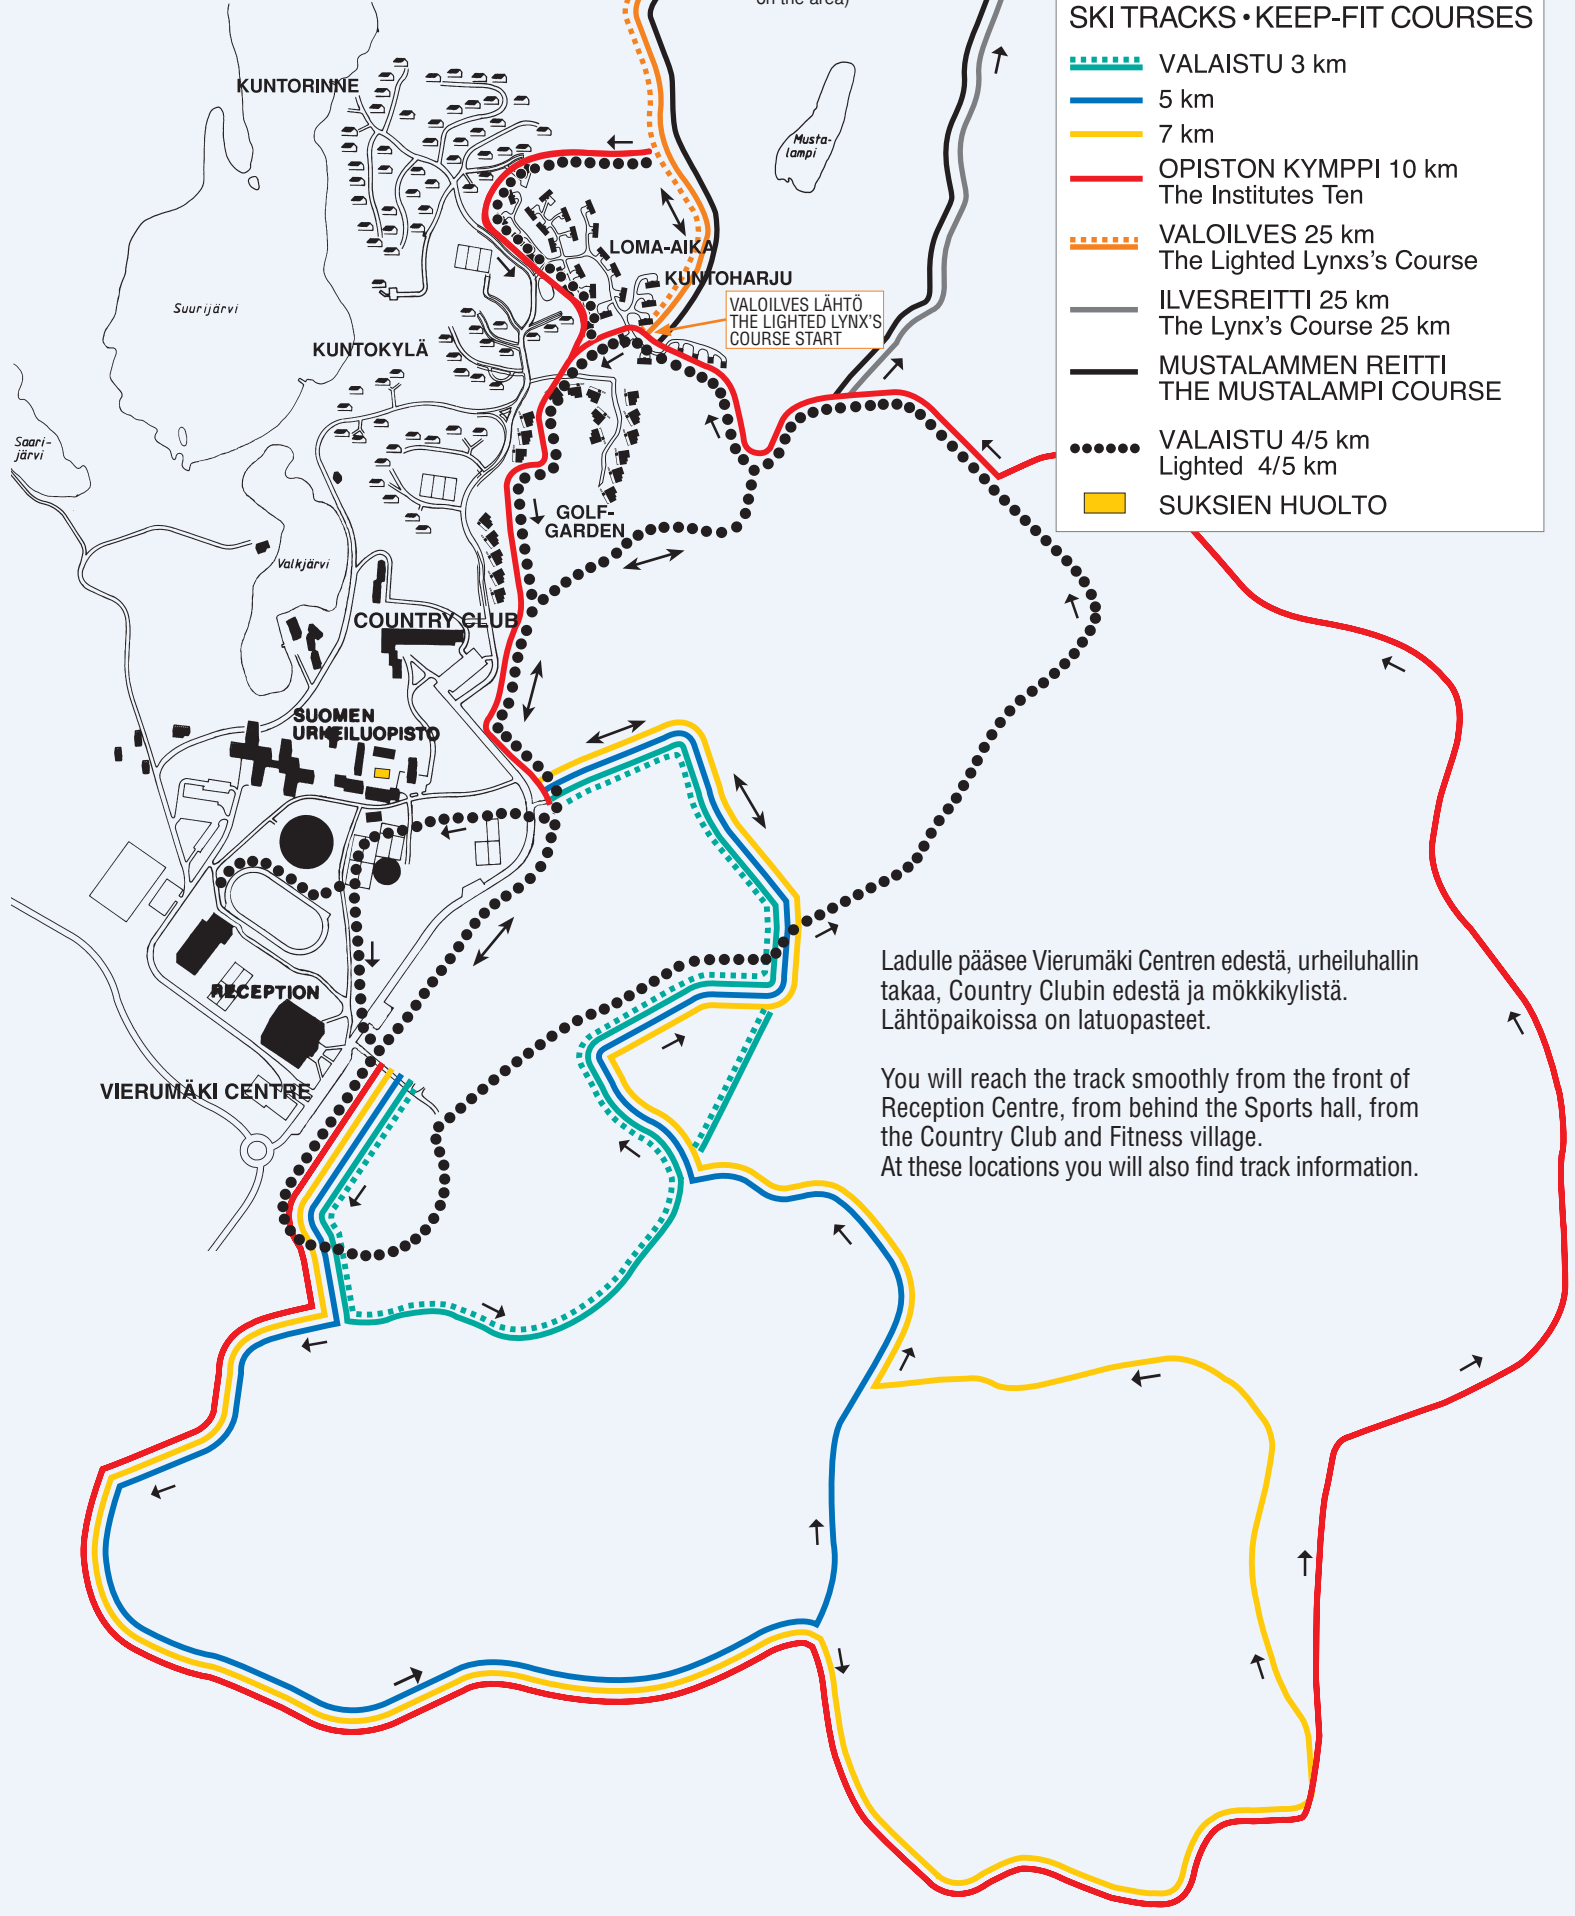 on the area)
SKI TRACKS • KEEP-FIT COURSES
VALAISTU 3 km
5 km
7 km
OPISTON KYMPPI 10 km
The Institutes Ten
VALOILVES 25 km
The Lighted Lynxs's Course
ILVESREITTI 25 km
The Lynx's Course 25 km
MUSTALAMMEN REITTI
THE MUSTALAMPI COURSE
VALAISTU 4/5 km
Lighted 4/5 km
SUKSIEN HUOLTO
KUNTORINNE
Musta-
lampi
LOMA-AIKA
KUNTOHARJU
VALOILVES LÄHTÖ
THE LIGHTED LYNX'S
COURSE START
Suurijärvi
KUNTOKYLÄ
Saari-
järvi
GOLF-
GARDEN
Valkjärvi
COUNTRY CLUB
SUOMEN
URHEILUOPISTO
RECEPTION
VIERUMÄKI CENTRE
Ladulle pääsee Vierumäki Centren edestä, urheiluhallin
takaa, Country Clubin edestä ja mökkikylistä.
Lähtöpaikoissa on latuopasteet.
You will reach the track smoothly from the front of
Reception Centre, from behind the Sports hall, from
the Country Club and Fitness village.
At these locations you will also find track information.